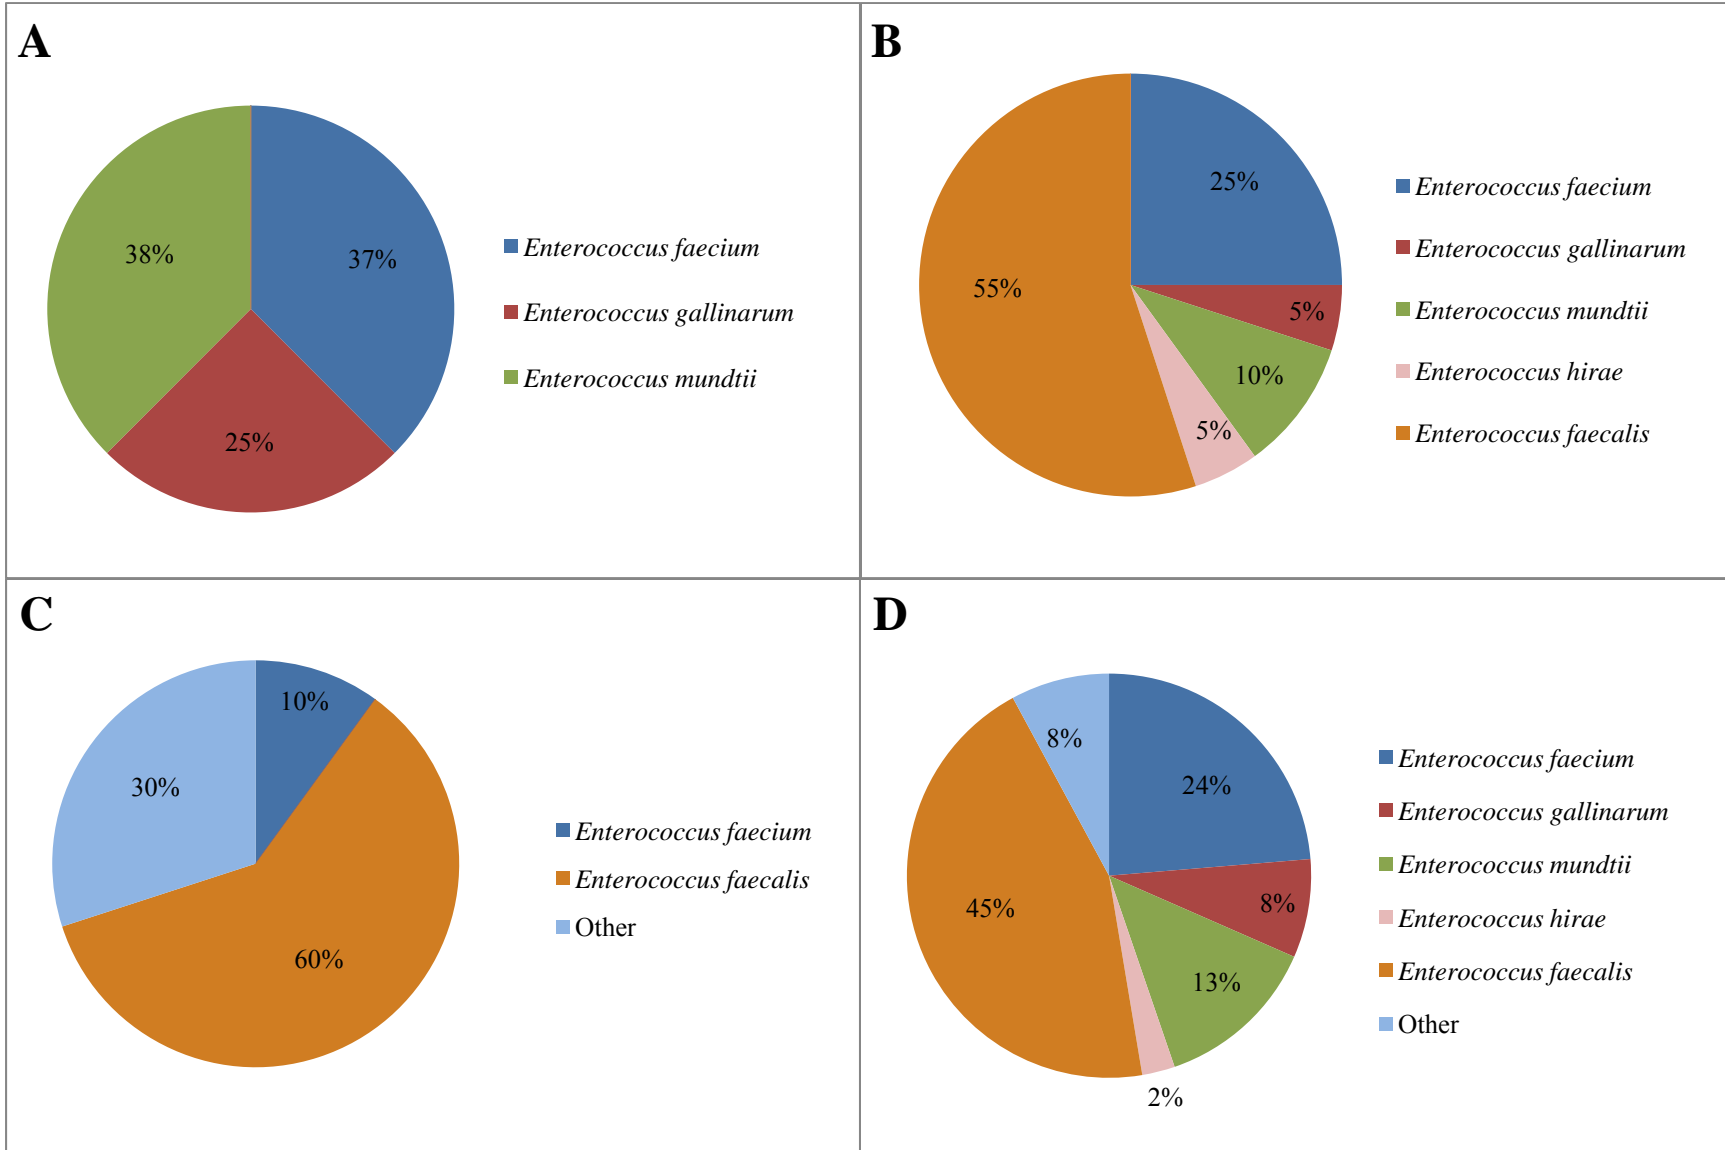 A
38%
37%
25%
Enterococcus faecium
Enterococcus gallinarum
Enterococcus mundtii
B
25%
5%
10%
5%
55%
Enterococcus faecium
Enterococcus gallinarum
Enterococcus mundtii
Enterococcus hirae
Enterococcus faecalis
C
10%
30%
60%
Enterococcus faecium
Enterococcus faecalis
Other
D
8%
24%
8%
45%
13%
2%
Enterococcus faecium
Enterococcus gallinarum
Enterococcus mundtii
Enterococcus hirae
Enterococcus faecalis
Other